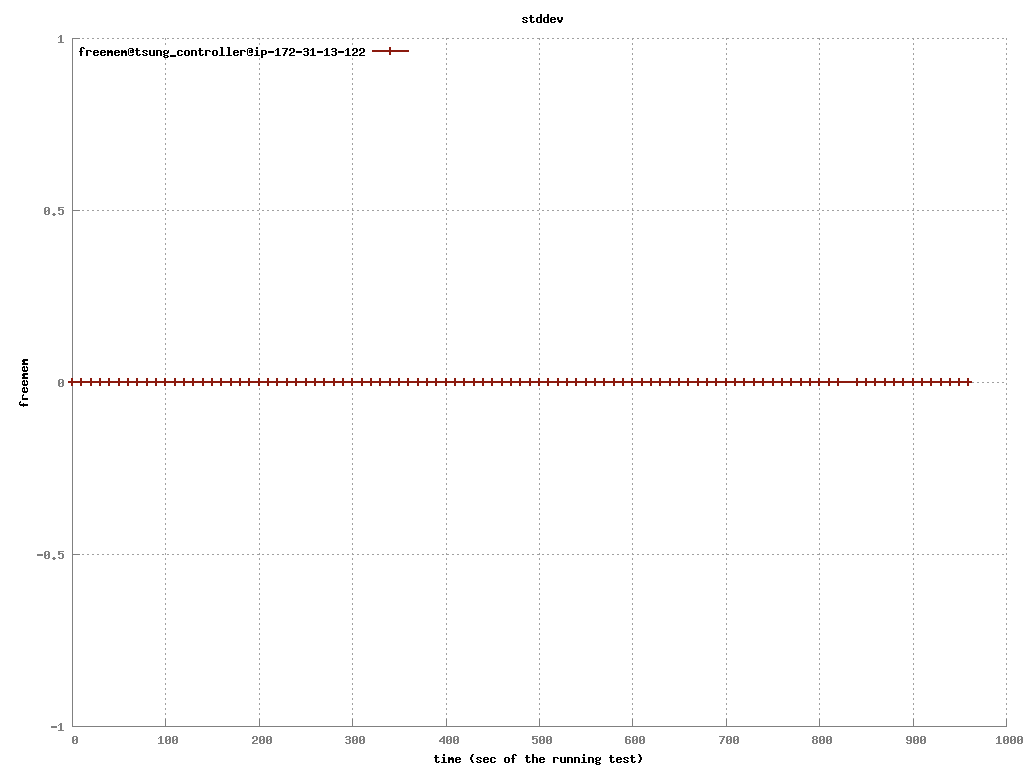 stddev
freemem@tsung_controller@ip-172-31-13-122
1
0.5
0
-0.5
-1
freemem
0 100 200 300 400 500 600 700 800 900 1000
time (sec of the running test)